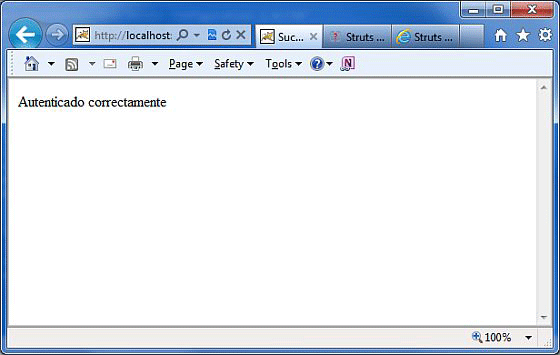 http://localhost:
Suc...
Struts ...
Struts ...
Page
Safety
Tools
Autenticado correctamente
100%